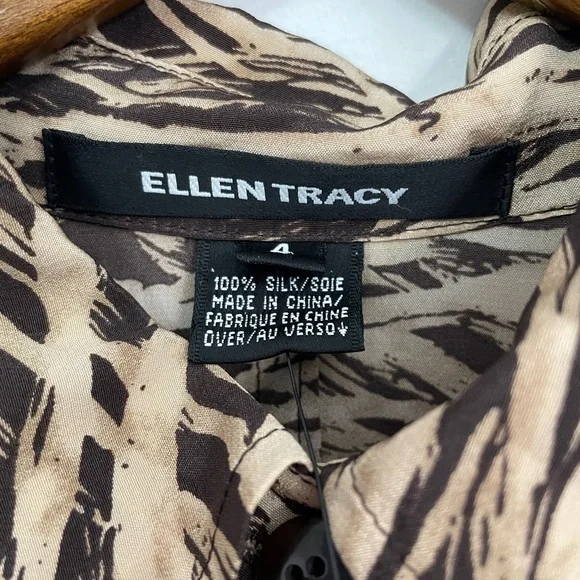 ELLEN TRACY
4
100% SILK/SOIE
MADE IN CHINA/
FABRIQUE EN CHINE
OVER/AU VERSO